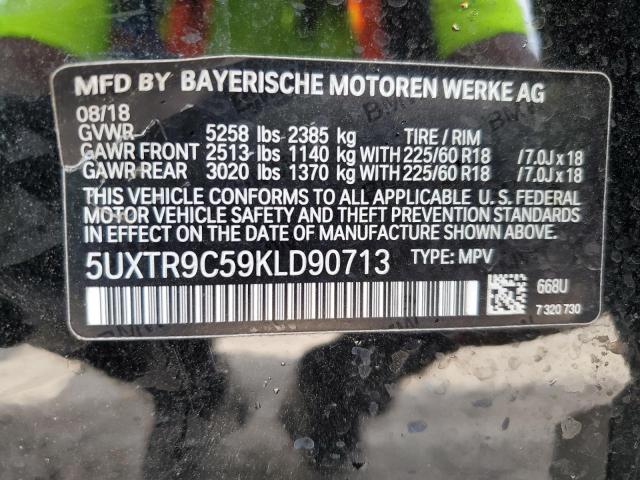 MFD BY BAYERISCHE MOTOREN WERKE AG
08/18
GVWR 5258 lbs 2385 kg TIRE / RIM
GAWR FRONT 2513 lbs 1140 kg WITH 225/60 R18 /7.0J x 18
GAWR REAR 3020 lbs 1370 kg WITH 225/60 R18 /7.0J x 18
THIS VEHICLE CONFORMS TO ALL APPLICABLE U. S. FEDERAL
MOTOR VEHICLE SAFETY AND THEFT PREVENTION STANDARDS
IN EFFECT ON THE DATE OF MANUFACTURE SHOWN ABOVE.
5UXTR9C59KLD90713 TYPE: MPV
668U
7 320 730